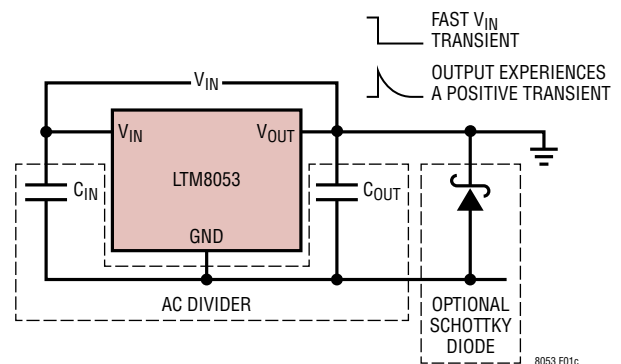 FAST VIN
TRANSIENT
OUTPUT EXPERIENCES
A POSITIVE TRANSIENT
VIN
VIN
VOUT
LTM8053
CIN
COUT
GND
AC DIVIDER
OPTIONAL
SCHOTTKY
DIODE
8053 F01c